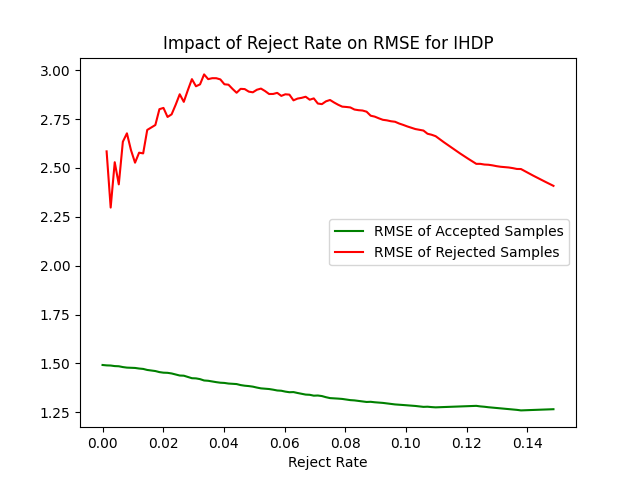 Impact of Reject Rate on RMSE for IHDP
3.00
2.75
2.50
2.25
2.00
1.75
1.50
1.25
RMSE of Accepted Samples
RMSE of Rejected Samples
0.00 0.02 0.04 0.06 0.08 0.10 0.12 0.14
Reject Rate